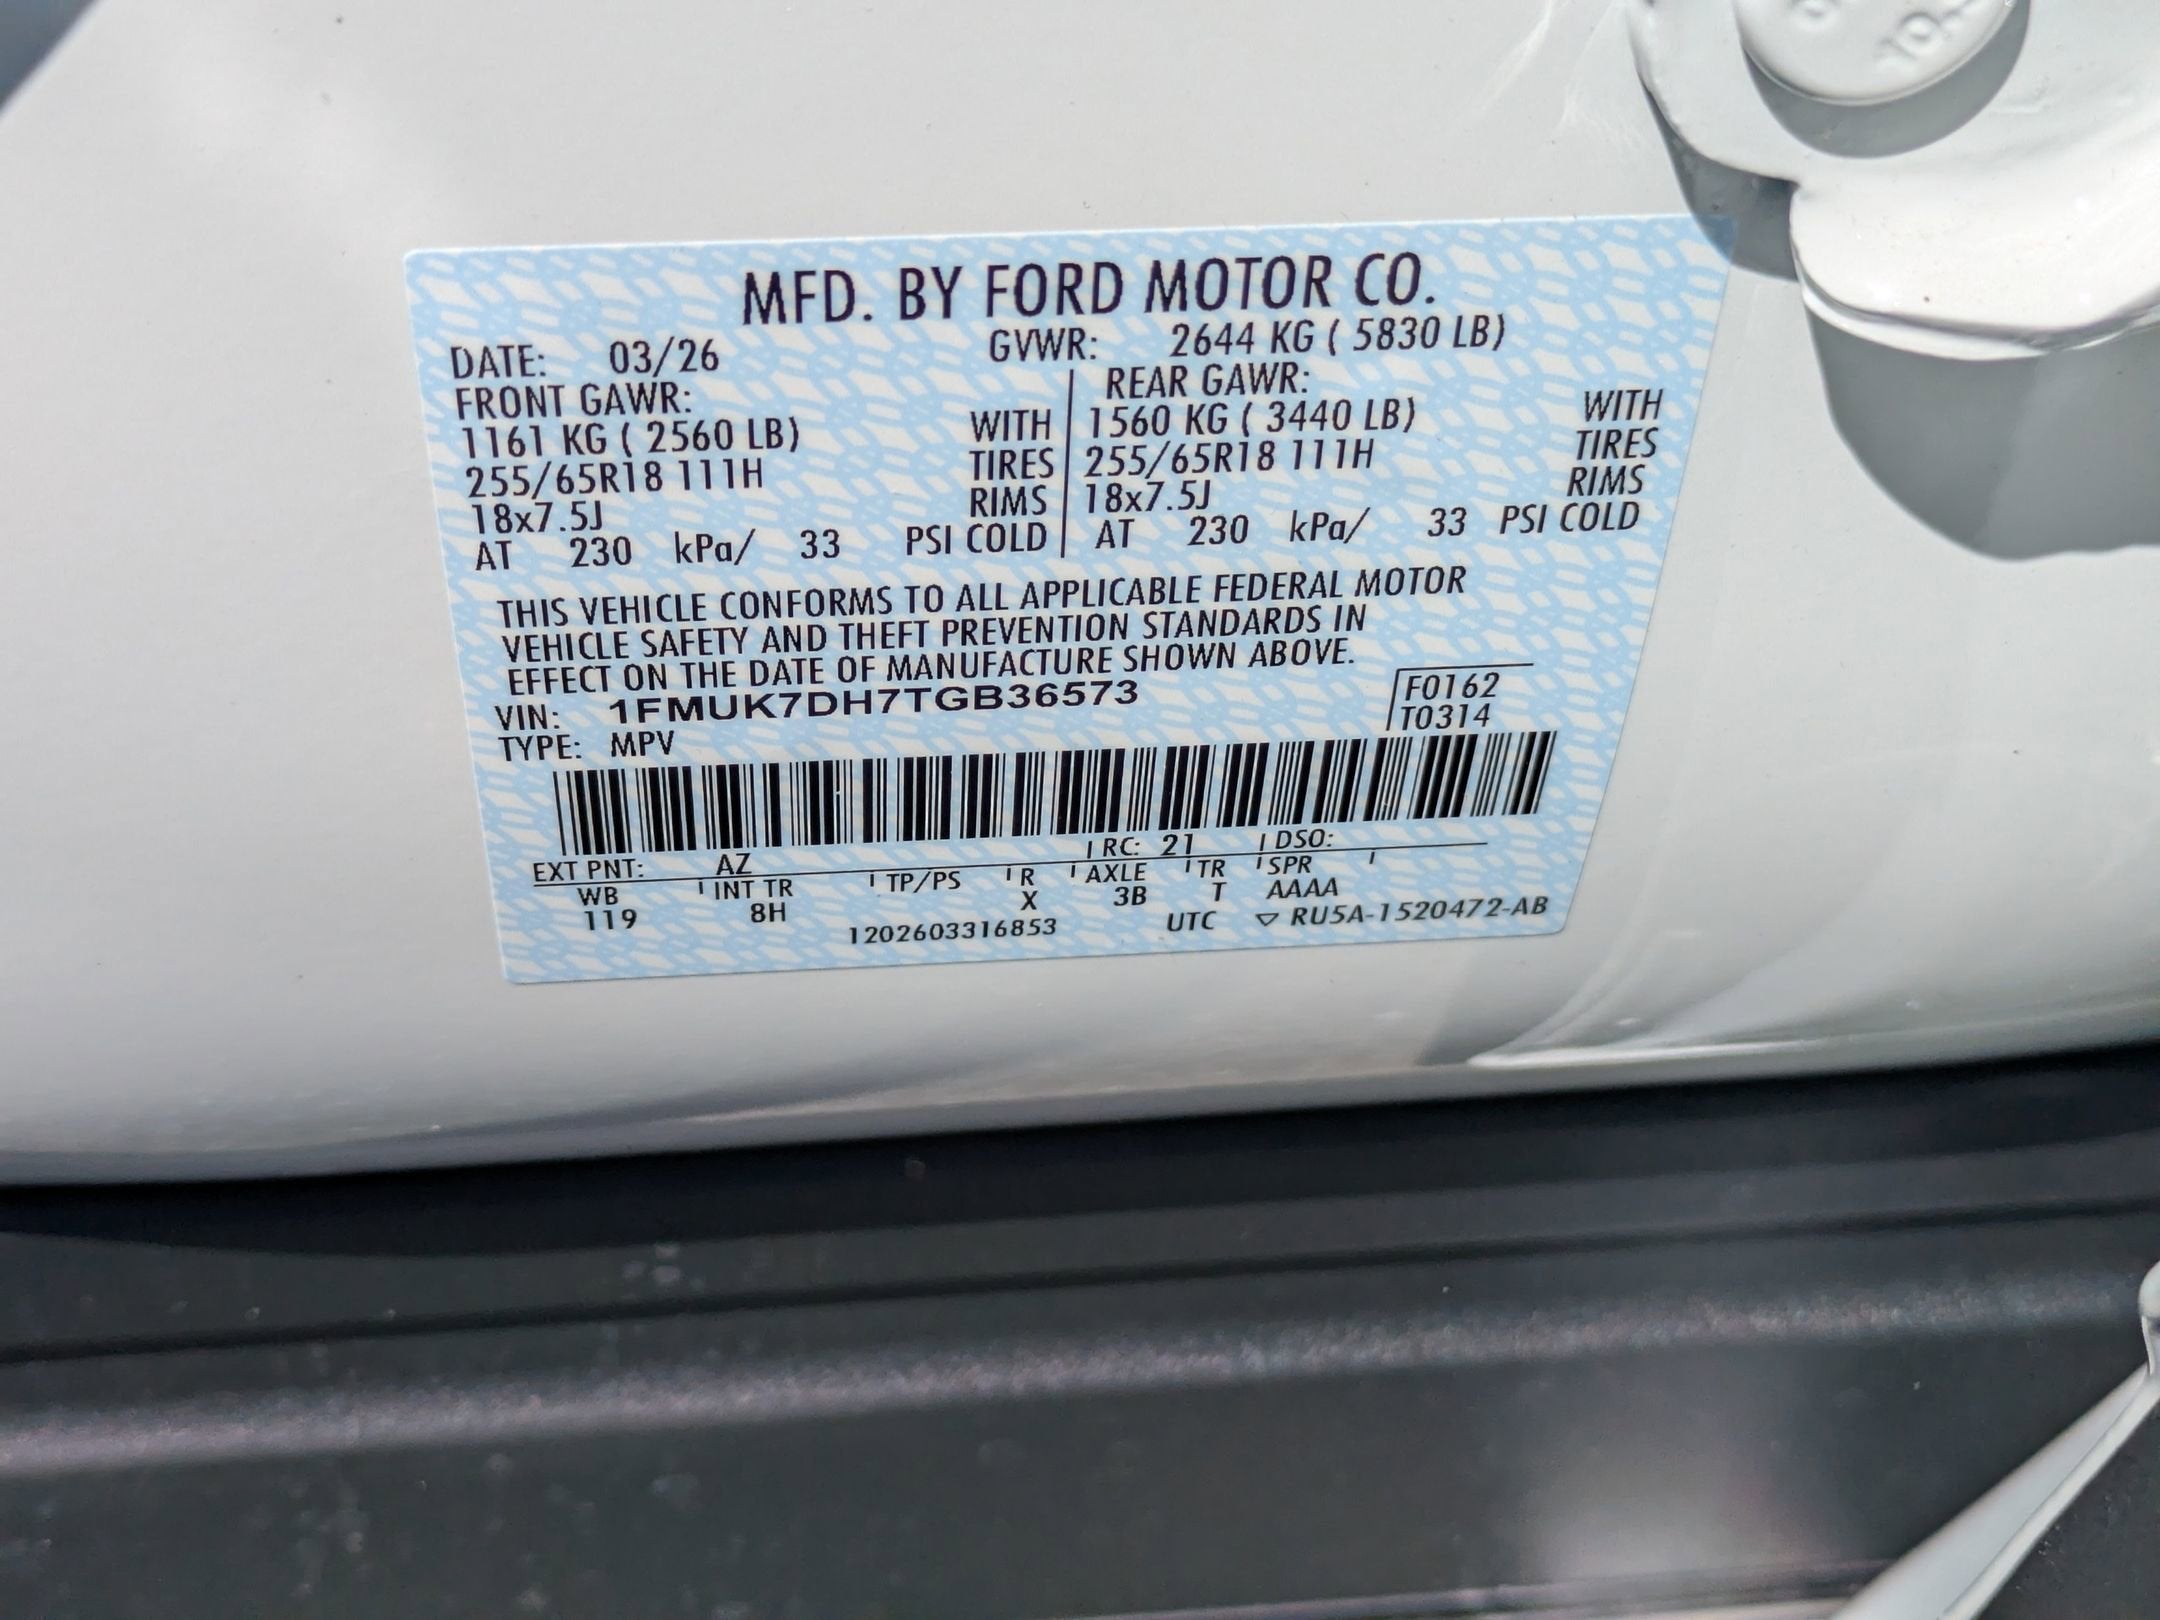 MFD. BY FORD MOTOR CO.
DATE: 03/26 GVWR: 2644 KG ( 5830 LB)
FRONT GAWR: REAR GAWR:
1161 KG ( 2560 LB) WITH 1560 KG ( 3440 LB) WITH
255/65R18 111H TIRES 255/65R18 111H TIRES
18x7.5J RIMS 18x7.5J RIMS
AT 230 kPa/ 33 PSI COLD AT 230 kPa/ 33 PSI COLD
THIS VEHICLE CONFORMS TO ALL APPLICABLE FEDERAL MOTOR
VEHICLE SAFETY AND THEFT PREVENTION STANDARDS IN
EFFECT ON THE DATE OF MANUFACTURE SHOWN ABOVE.
VIN: 1FMUK7DH7TGB36573 F0162
TYPE: MPV T0314
EXT PNT: AZ RC: 21 DSO:
WB INT TR TP/PS R AXLE TR SPR
119 8H X 3B T AAAA
1202603316853 UTC ▽ RU5A-1520472-AB